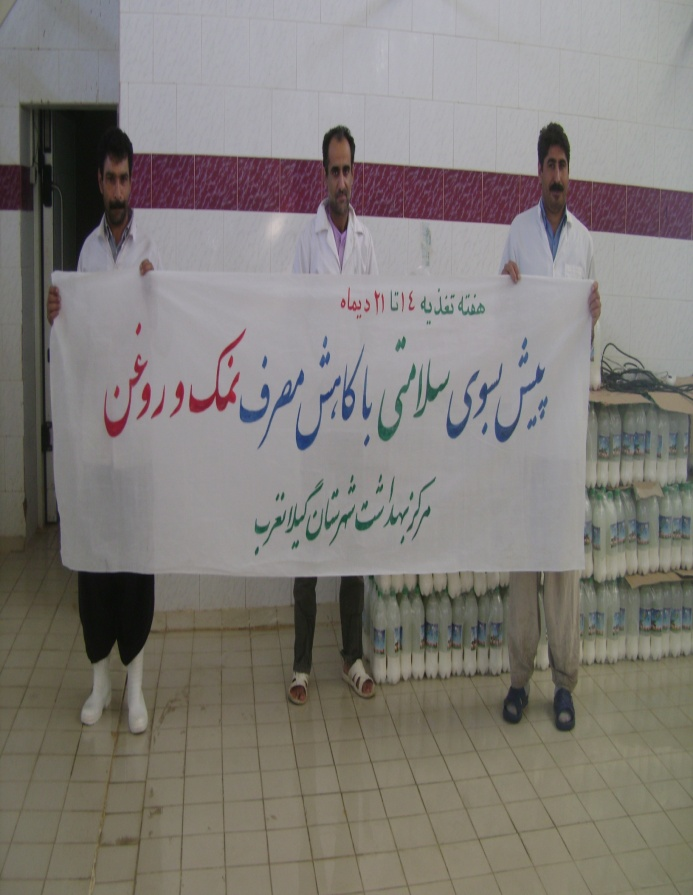 هفته تغذیه ۱۴ تا ۲۱ دیماه
پیش بسوی سلامتی با کاهش مصرف نمک و روغن
مرکز بهداشت شهرستان گیلانغرب